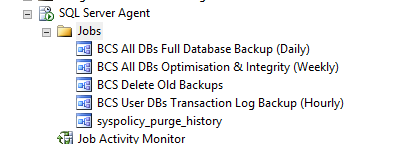 SQL Server Agent
Jobs
BCS All DBs Full Database Backup (Daily)
BCS All DBs Optimisation & Integrity (Weekly)
BCS Delete Old Backups
BCS User DBs Transaction Log Backup (Hourly)
syspolicy_purge_history
Job Activity Monitor